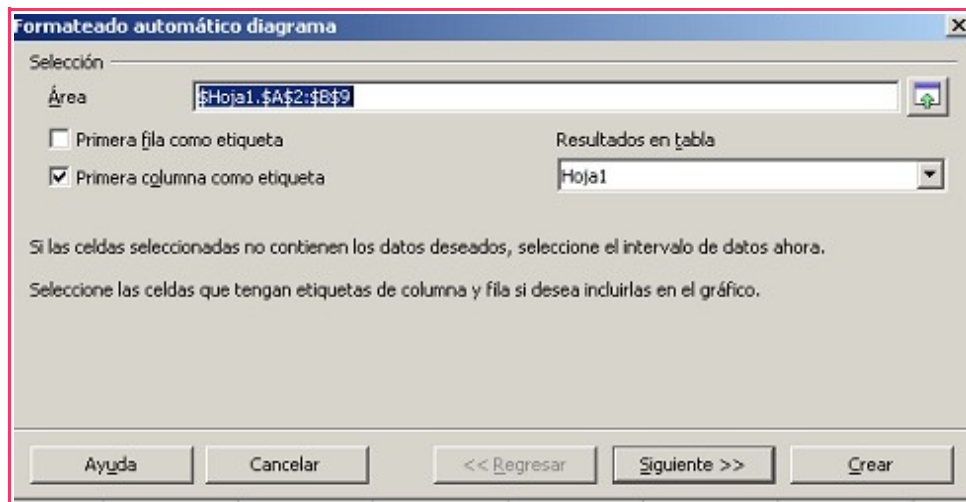 Formateado automático diagrama
Selección
Área
$Hoja1.$A$2:$B$9
Primera fila como etiqueta
Resultados en tabla
Primera columna como etiqueta
Hoja1
Si las celdas seleccionadas no contienen los datos deseados, seleccione el intervalo de datos ahora.
Seleccione las celdas que tengan etiquetas de columna y fila si desea incluirlas en el gráfico.
Ayuda
Cancelar
<< Regresar
Siguiente >>
Crear